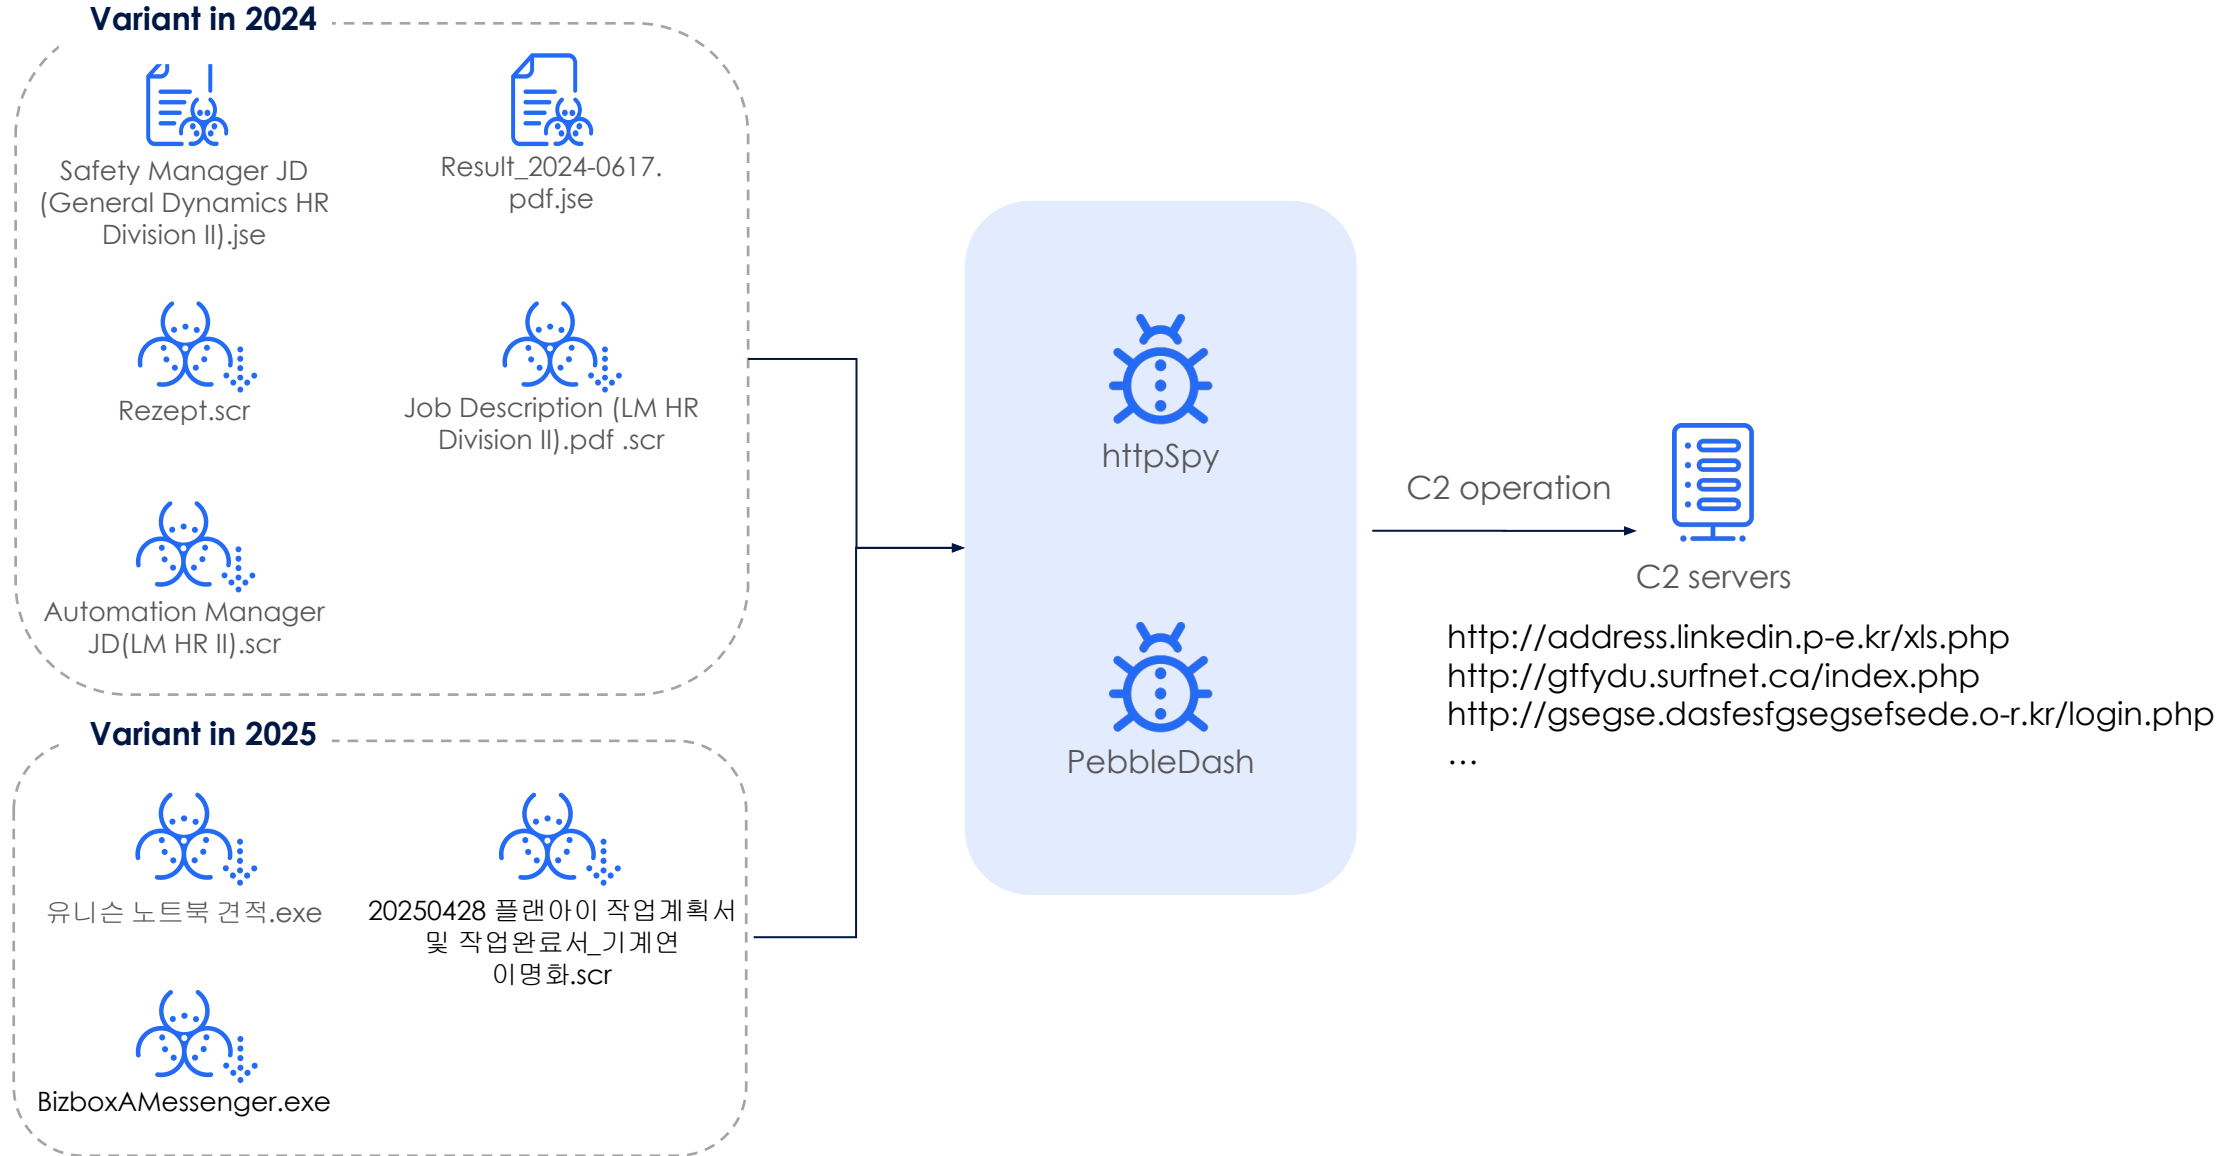 Variant in 2024
Safety Manager JD
(General Dynamics HR
Division II).jse
Result_2024-0617.
pdf.jse
Rezept.scr
Job Description (LM HR
Division II).pdf .scr
Automation Manager
JD(LM HR II).scr
Variant in 2025
유니슨 노트북 견적.exe
20250428 플랜아이 작업계획서
및 작업완료서_기계연
이명화.scr
BizboxAMessenger.exe
httpSpy
PebbleDash
C2 operation
C2 servers
http://address.linkedin.p-e.kr/xls.php
http://gtfydu.surfnet.ca/index.php
http://gsegse.dasfesfgsegsefsede.o-r.kr/login.php
…